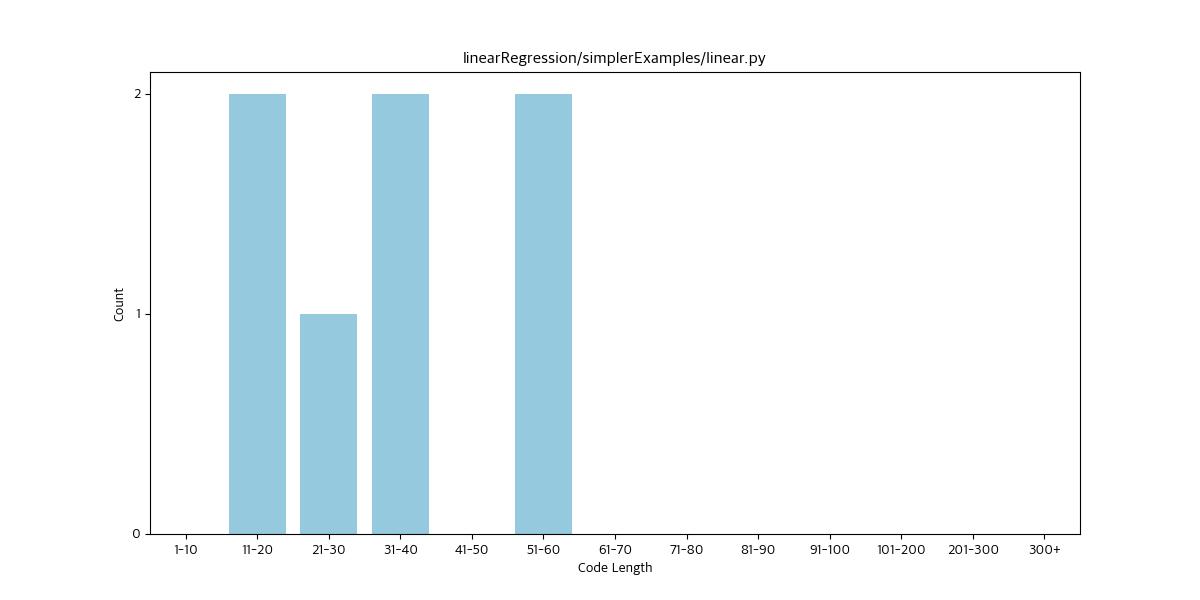 linearRegression/simplerExamples/linear.py
2
1
0
Count
1-10 11-20 21-30 31-40 41-50 51-60 61-70 71-80 81-90 91-100 101-200 201-300 300+
Code Length